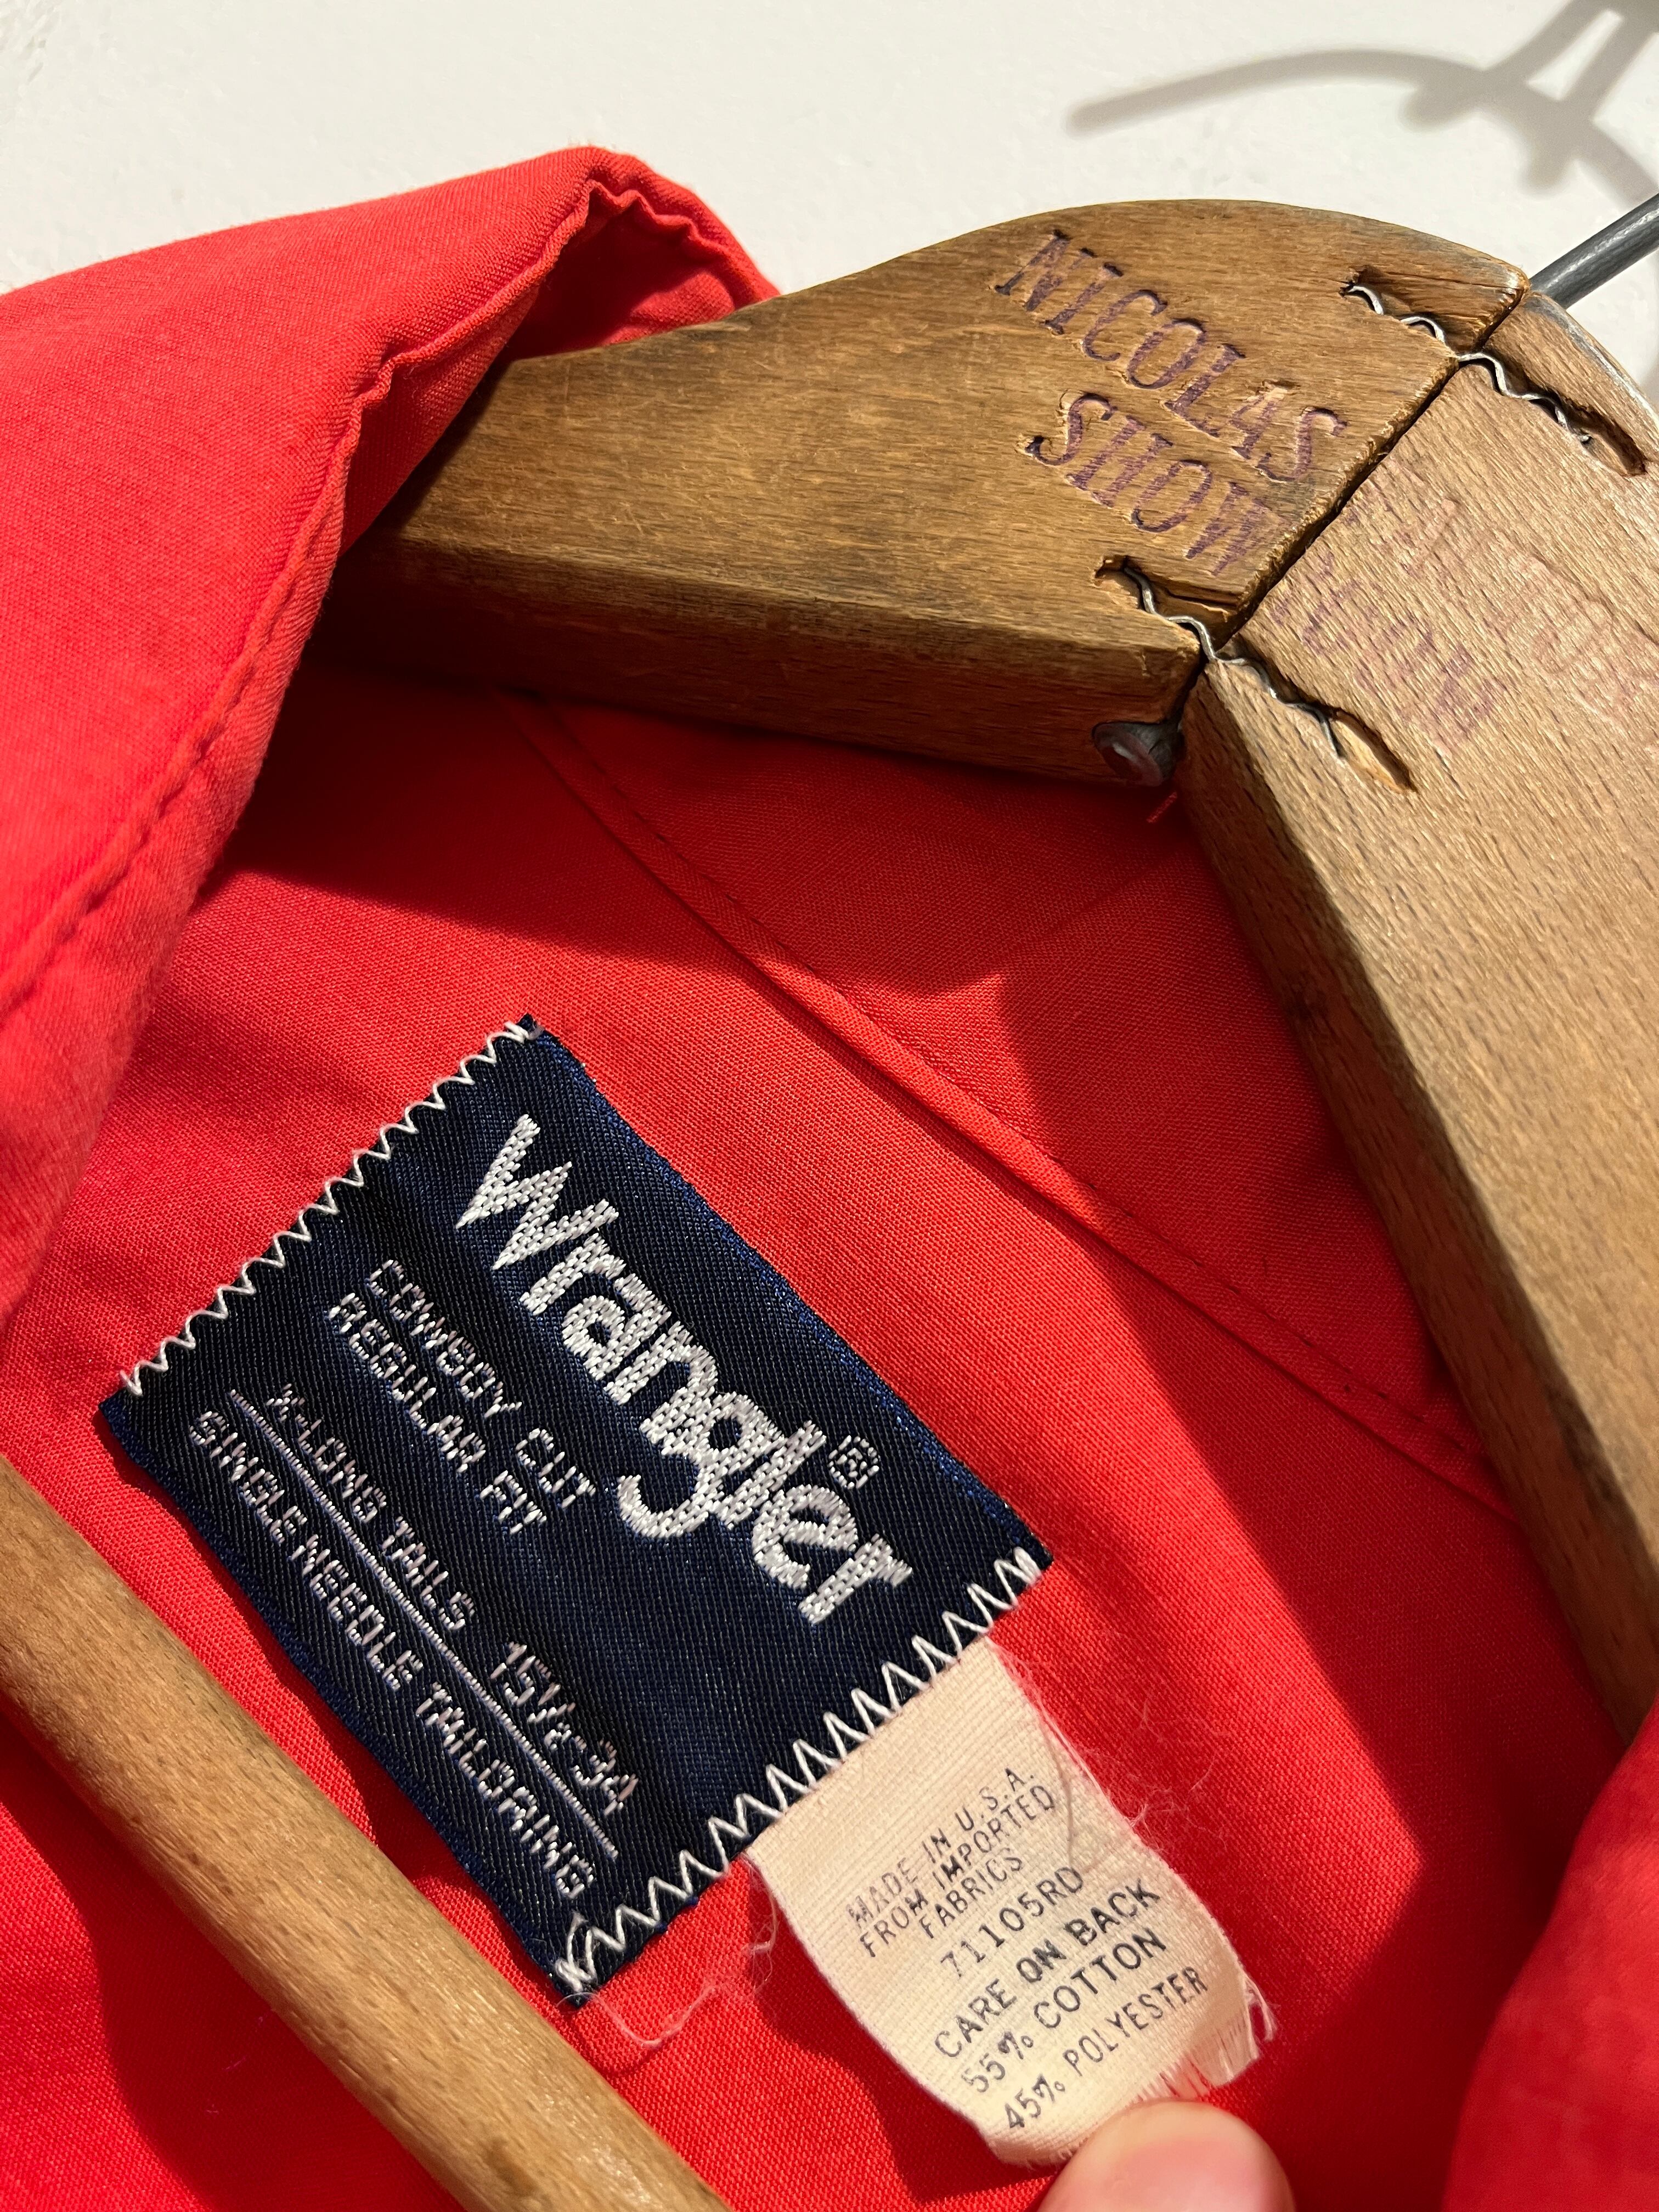 NICOLAS
SHOW
Wrangler®
COWBOY CUT
REGULAR FIT
X-LONG TAILS 15½-34
SINGLE NEEDLE TAILORING
MADE IN U.S.A.
FROM IMPORTED
FABRICS
71105RD
CARE ON BACK
55% COTTON
45% POLYESTER